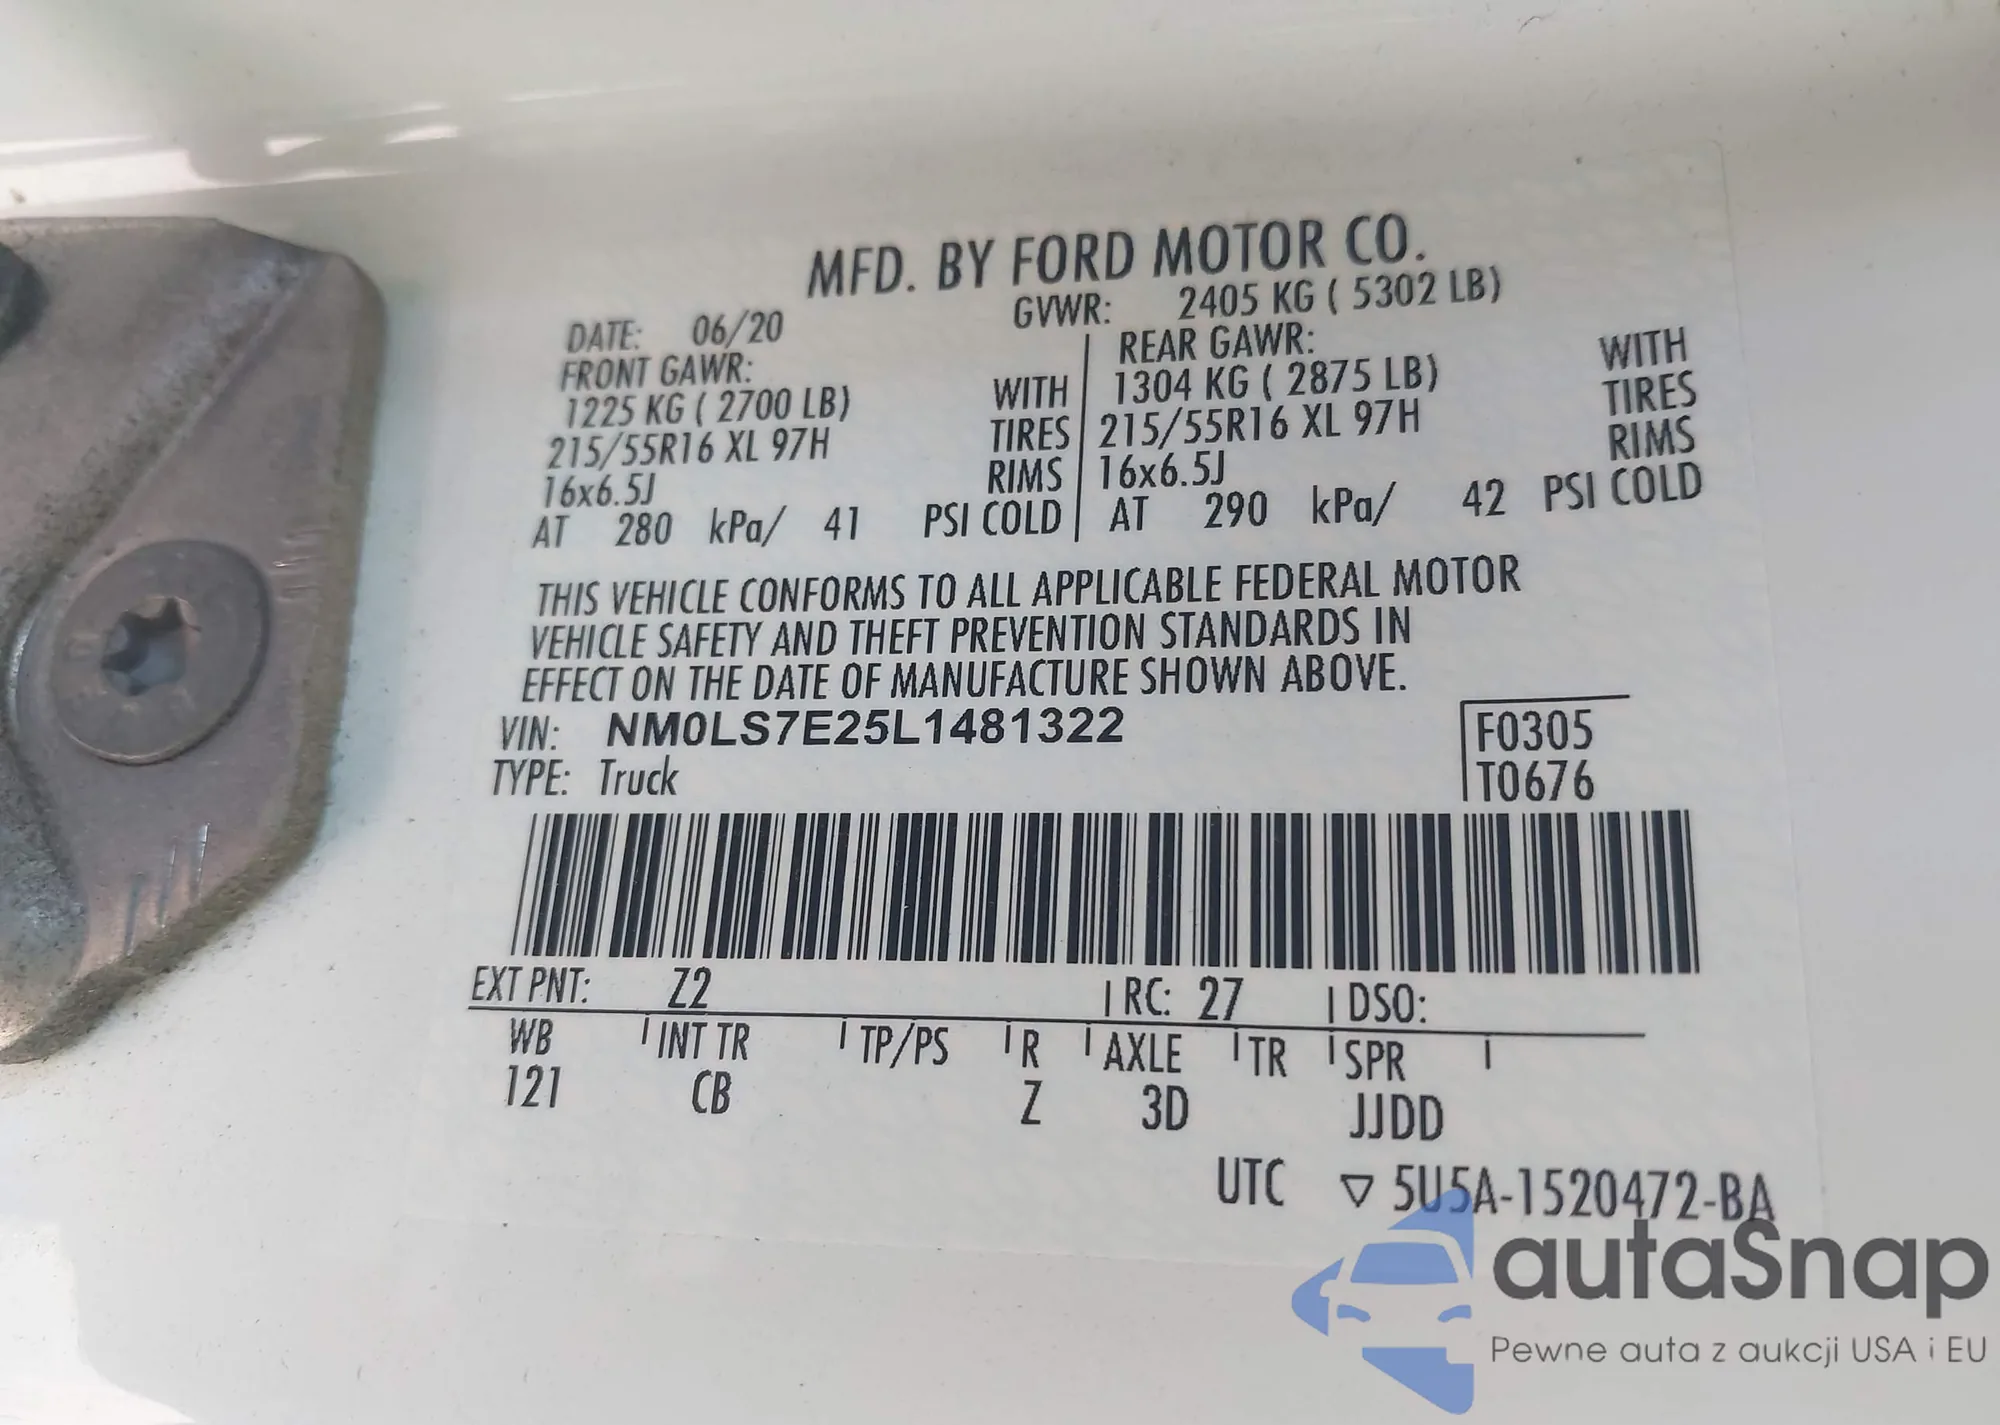 MFD. BY FORD MOTOR CO.
DATE: 06/20 GVWR: 2405 KG ( 5302 LB)
FRONT GAWR: REAR GAWR: WITH
1225 KG ( 2700 LB) WITH 1304 KG ( 2875 LB) TIRES
215/55R16 XL 97H TIRES 215/55R16 XL 97H RIMS
16x6.5J RIMS 16x6.5J
AT 280 kPa/ 41 PSI COLD AT 290 kPa/ 42 PSI COLD
THIS VEHICLE CONFORMS TO ALL APPLICABLE FEDERAL MOTOR
VEHICLE SAFETY AND THEFT PREVENTION STANDARDS IN
EFFECT ON THE DATE OF MANUFACTURE SHOWN ABOVE.
VIN: NM0LS7E25L1481322 F0305
TYPE: Truck T0676
EXT PNT: Z2 RC: 27 DSO:
WB INT TR TP/PS R AXLE TR SPR
121 CB Z 3D JJDD
UTC ▽ 5U5A-1520472-BA
autaSnap
Pewne auta z aukcji USA i EU